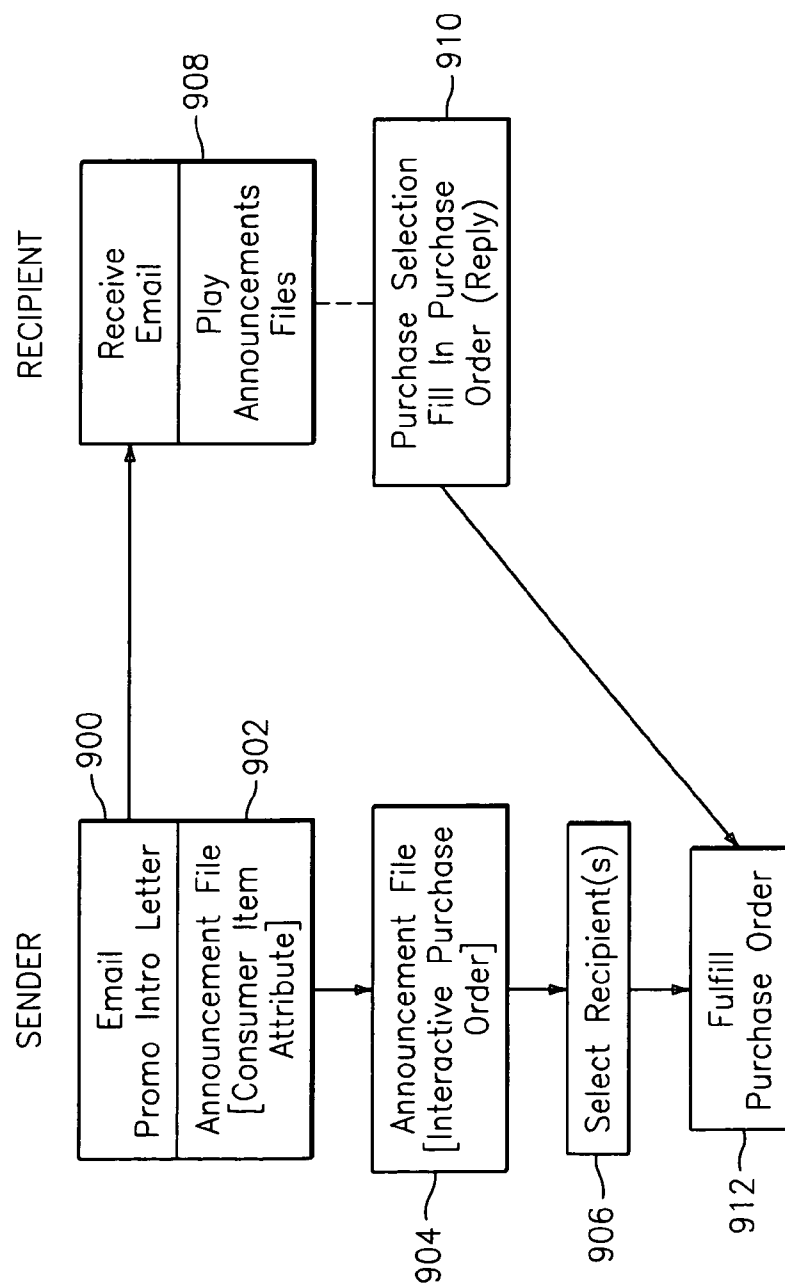 SENDER
RECIPIENT
900
Email
Promo Intro Letter
902
Announcement File
[Consumer Item
Attribute]
Receive
Email
908
Play
Announcements
Files
904
Announcement File
[Interactive Purchase
Order]
910
Purchase Selection
Fill In Purchase
Order (Reply)
906
Select Recipient(s)
912
Fulfill
Purchase Order